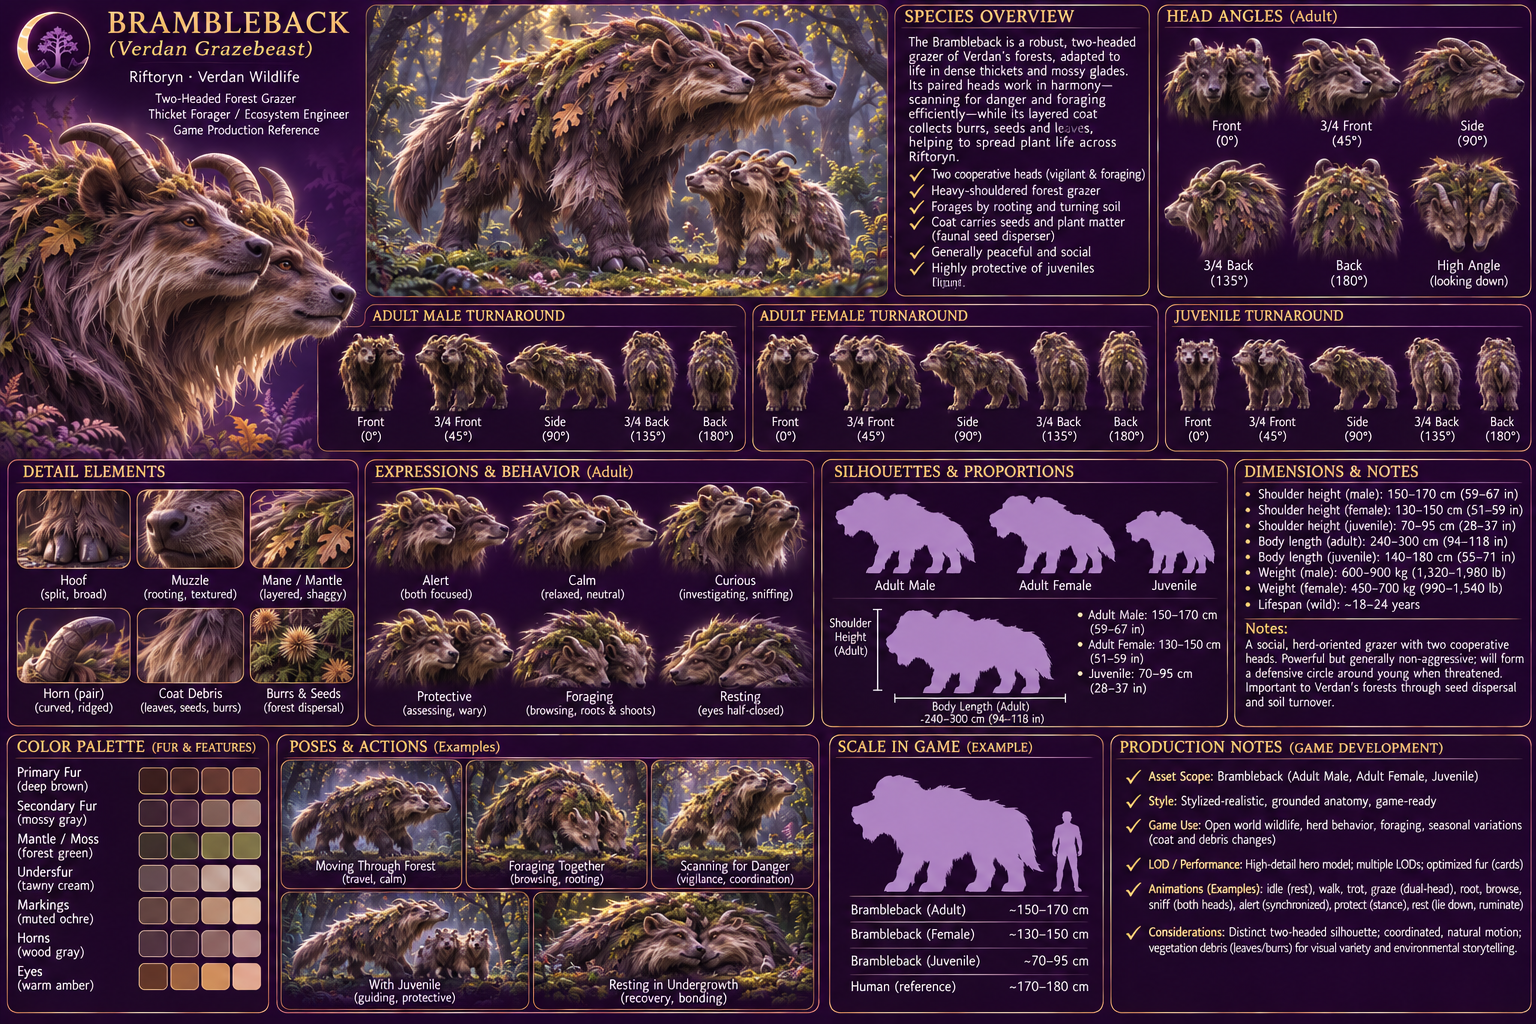 BRAMBLEBACK
(Verdan Grazebeast)
Riftoryn · Verdan Wildlife
Two-Headed Forest Grazer
Thicket Forager / Ecosystem Engineer
Game Production Reference
SPECIES OVERVIEW
The Brambleback is a robust, two-headed
grazer of Verdan's forests, adapted to
life in dense thickets and mossy glades.
Its paired heads work in harmony—
scanning for danger and foraging
efficiently—while its layered coat
collects burrs, seeds and leaves,
helping to spread plant life across
Riftoryn.
Two cooperative heads (vigilant & foraging)
Heavy-shouldered forest grazer
Forages by rooting and turning soil
Coat carries seeds and plant matter
(faunal seed disperser)
Generally peaceful and social
Highly protective of juveniles
HEAD ANGLES (Adult)
Front
(0°)
3/4 Front
(45°)
Side
(90°)
3/4 Back
(135°)
Back
(180°)
High Angle
(looking down)
ADULT MALE TURNAROUND
Front
(0°)
3/4 Front
(45°)
Side
(90°)
3/4 Back
(135°)
Back
(180°)
ADULT FEMALE TURNAROUND
Front
(0°)
3/4 Front
(45°)
Side
(90°)
3/4 Back
(135°)
Back
(180°)
JUVENILE TURNAROUND
Front
(0°)
3/4 Front
(45°)
Side
(90°)
3/4 Back
(135°)
Back
(180°)
DETAIL ELEMENTS
Hoof
(split, broad)
Muzzle
(rooting, textured)
Mane / Mantle
(layered, shaggy)
Horn (pair)
(curved, ridged)
Coat Debris
(leaves, seeds, burrs)
Burrs & Seeds
(forest dispersal)
EXPRESSIONS & BEHAVIOR (Adult)
Alert
(both focused)
Calm
(relaxed, neutral)
Curious
(investigating, sniffing)
Protective
(assessing, wary)
Foraging
(browsing, roots & shoots)
Resting
(eyes half-closed)
SILHOUETTES & PROPORTIONS
Adult Male
Adult Female
Juvenile
Shoulder
Height
(Adult)
Body Length (Adult)
-240–300 cm (94–118 in)
• Adult Male: 150–170 cm
(59–67 in)
• Adult Female: 130–150 cm
(51–59 in)
• Juvenile: 70–95 cm
(28–37 in)
DIMENSIONS & NOTES
• Shoulder height (male): 150–170 cm (59–67 in)
• Shoulder height (female): 130–150 cm (51–59 in)
• Shoulder height (juvenile): 70–95 cm (28–37 in)
• Body length (adult): 240–300 cm (94–118 in)
• Body length (juvenile): 140–180 cm (55–71 in)
• Weight (male): 600–900 kg (1,320–1,980 lb)
• Weight (female): 450–700 kg (990–1,540 lb)
• Lifespan (wild): ~18–24 years
Notes:
A social, herd-oriented grazer with two cooperative
heads. Powerful but generally non-aggressive; will form
a defensive circle around young when threatened.
Important to Verdan's forests through seed dispersal
and soil turnover.
COLOR PALETTE (FUR & FEATURES)
Primary Fur
(deep brown)
Secondary Fur
(mossy gray)
Mantle / Moss
(forest green)
Undersfur
(tawny cream)
Markings
(muted ochre)
Horns
(wood gray)
Eyes
(warm amber)
POSES & ACTIONS (Examples)
Moving Through Forest
(travel, calm)
Foraging Together
(browsing, rooting)
Scanning for Danger
(vigilance, coordination)
With Juvenile
(guiding, protective)
Resting in Undergrowth
(recovery, bonding)
SCALE IN GAME (EXAMPLE)
Brambleback (Adult) ~150–170 cm
Brambleback (Female) ~130–150 cm
Brambleback (Juvenile) ~70–95 cm
Human (reference) ~170–180 cm
PRODUCTION NOTES (GAME DEVELOPMENT)
Asset Scope: Brambleback (Adult Male, Adult Female, Juvenile)
Style: Stylized-realistic, grounded anatomy, game-ready
Game Use: Open world wildlife, herd behavior, foraging, seasonal variations
(coat and debris changes)
LOD / Performance: High-detail hero model; multiple LODs; optimized fur (cards)
Animations (Examples): idle (rest), walk, trot, graze (dual-head), root, browse,
sniff (both heads), alert (synchronized), protect (stance), rest (lie down, ruminate)
Considerations: Distinct two-headed silhouette; coordinated, natural motion;
vegetation debris (leaves/burrs) for visual variety and environmental storytelling.